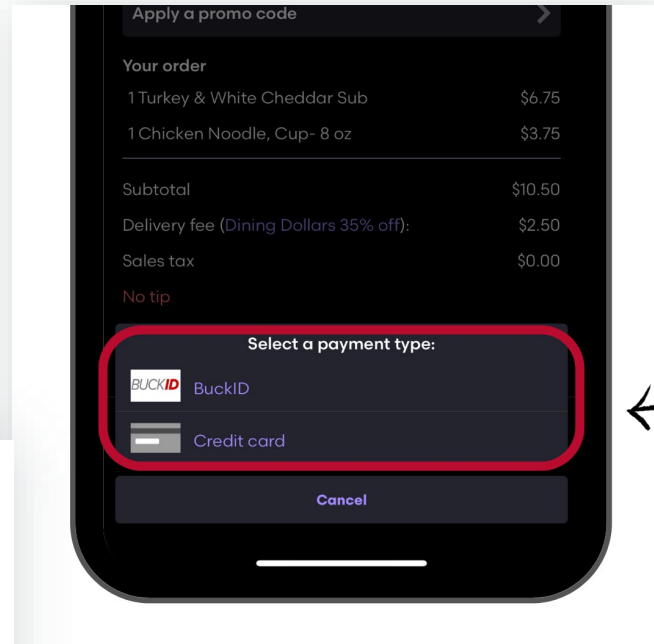 Apply a promo code
Your order
1 Turkey & White Cheddar Sub $6.75
1 Chicken Noodle, Cup- 8 oz $3.75
Subtotal $10.50
Delivery fee (Dining Dollars 35% off): $2.50
Sales tax $0.00
No tip
Select a payment type:
BUCKID BuckID
Credit card
Cancel